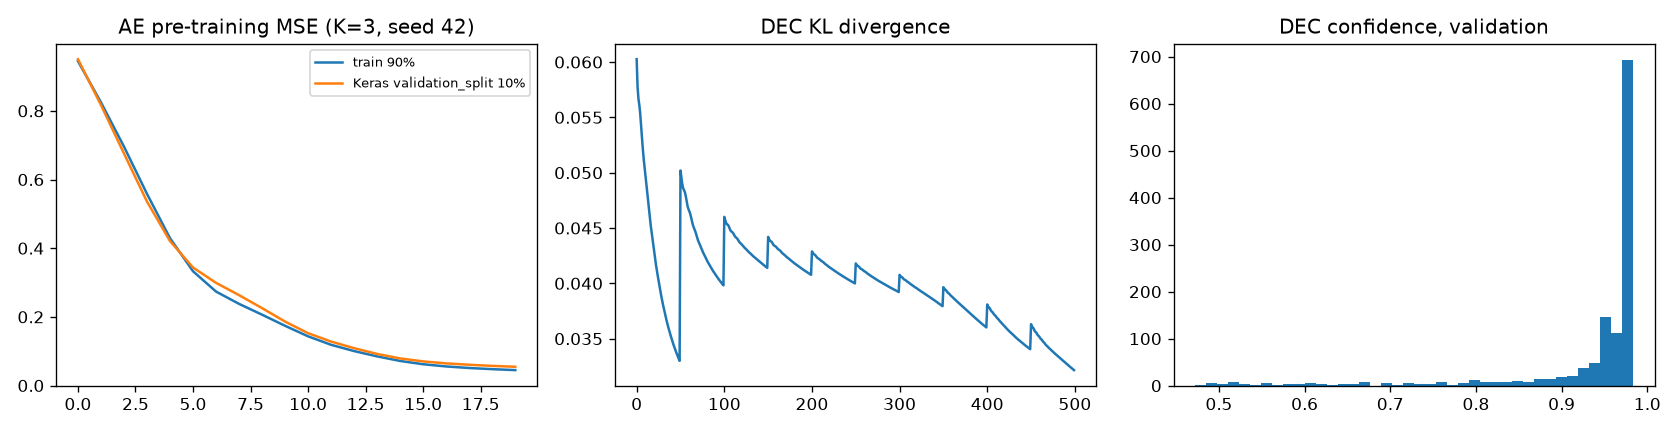 AE pre-training MSE (K=3, seed 42)
train 90%
Keras validation_split 10%
0.8
0.6
0.4
0.2
0.0
0.0 2.5 5.0 7.5 10.0 12.5 15.0 17.5
DEC KL divergence
0.060
0.055
0.050
0.045
0.040
0.035
0 100 200 300 400 500
DEC confidence, validation
700
600
500
400
300
200
100
0
0.5 0.6 0.7 0.8 0.9 1.0